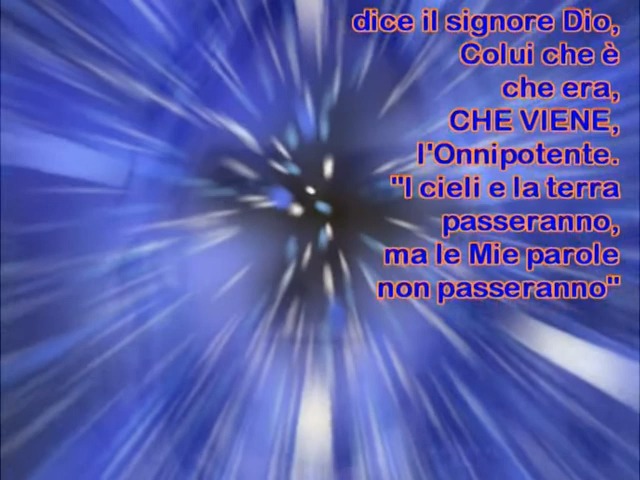 dice il signore Dio,
Colui che è
che era,
CHE VIENE,
l'Onnipotente.
"I cieli e la terra
passeranno,
ma le Mie parole
non passeranno"